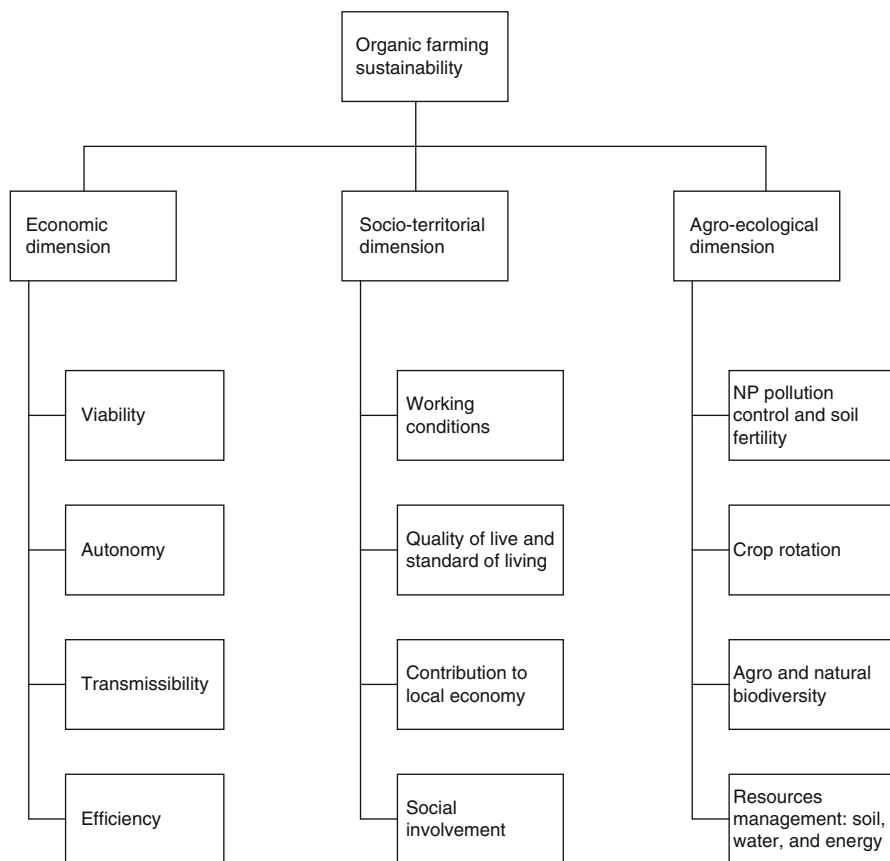 Organic farming
sustainability
Economic
dimension
Socio-territorial
dimension
Agro-ecological
dimension
Viability
Working
conditions
NP pollution
control and soil
fertility
Autonomy
Quality of live and
standard of living
Crop rotation
Transmissibility
Contribution to
local economy
Agro and natural
biodiversity
Efficiency
Social
involvement
Resources
management: soil,
water, and energy